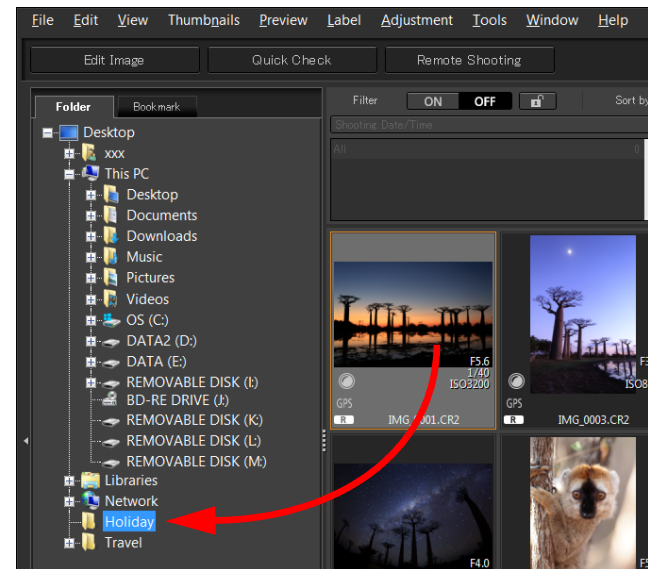 File Edit View Thumbnails Preview Label Adjustment Tools Window Help
Edit Image Quick Check Remote Shooting
Folder Bookmark
Filter ON OFF Sort by
Shooting Date/Time
All 0
Desktop
xxx
This PC
Desktop
Documents
Downloads
Music
Pictures
Videos
OS (C:)
DATA2 (D:)
DATA (E:)
REMOVABLE DISK (I:)
BD-RE DRIVE (J:)
REMOVABLE DISK (K:)
REMOVABLE DISK (L:)
REMOVABLE DISK (M:)
Libraries
Network
Holiday
Travel
F5.6
1/40
ISO3200
GPS
R IMG_0001.CR2
F3
ISO8
GPS
R IMG_0003.CR2
F4.0
F5